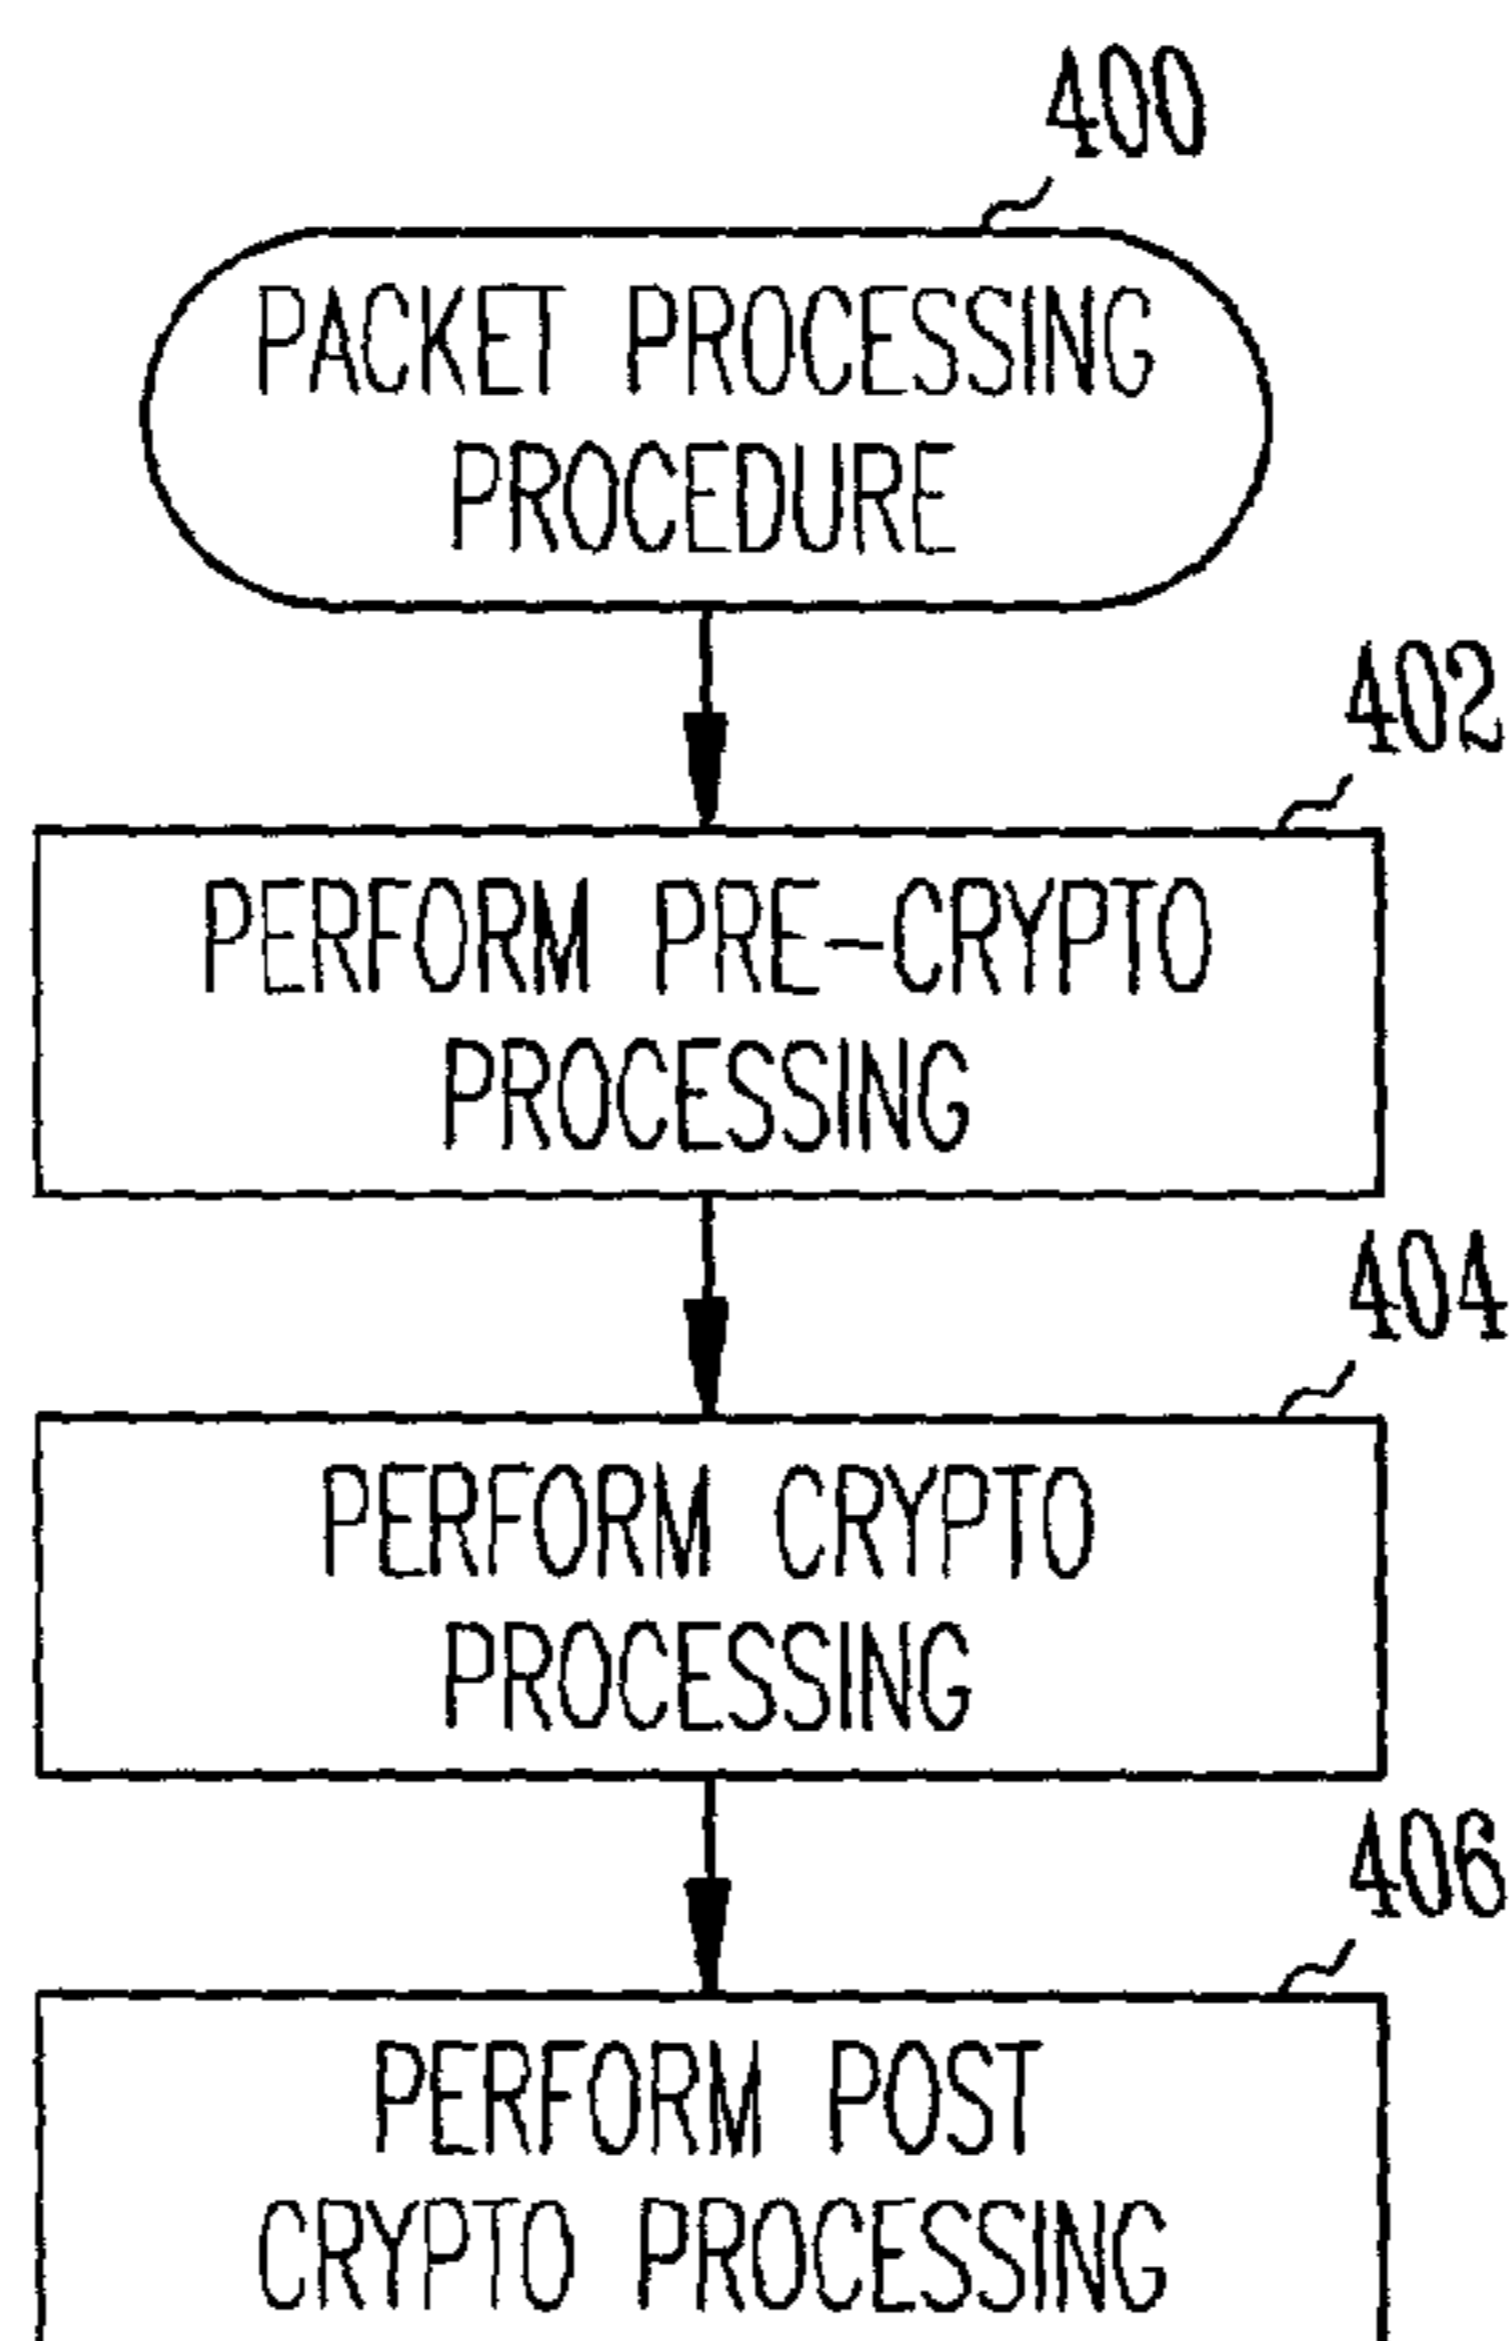 400
PACKET PROCESSING
PROCEDURE
402
PERFORM PRE-CRYPTO
PROCESSING
404
PERFORM CRYPTO
PROCESSING
406
PERFORM POST
CRYPTO PROCESSING